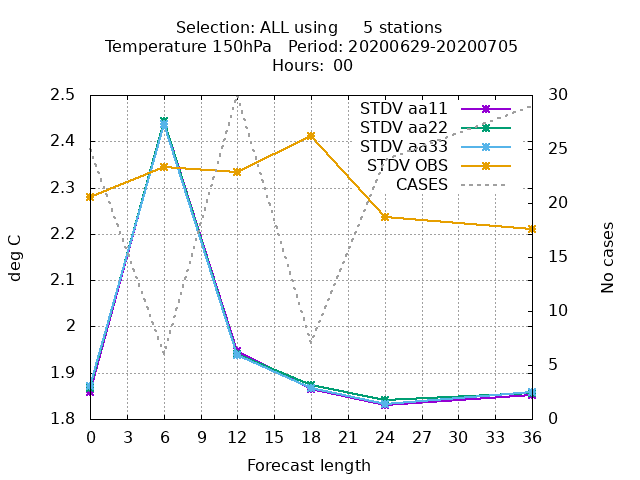 Selection: ALL using     5 stations
Temperature 150hPa   Period: 20200629-20200705
Hours:  00
2.5
2.4
2.3
2.2
2.1
2
1.9
1.8
deg C
30
25
20
15
10
5
0
No cases
STDV aa11
STDV aa22
STDV aa33
STDV OBS
CASES
0 3 6 9 12 15 18 21 24 27 30 33 36
Forecast length